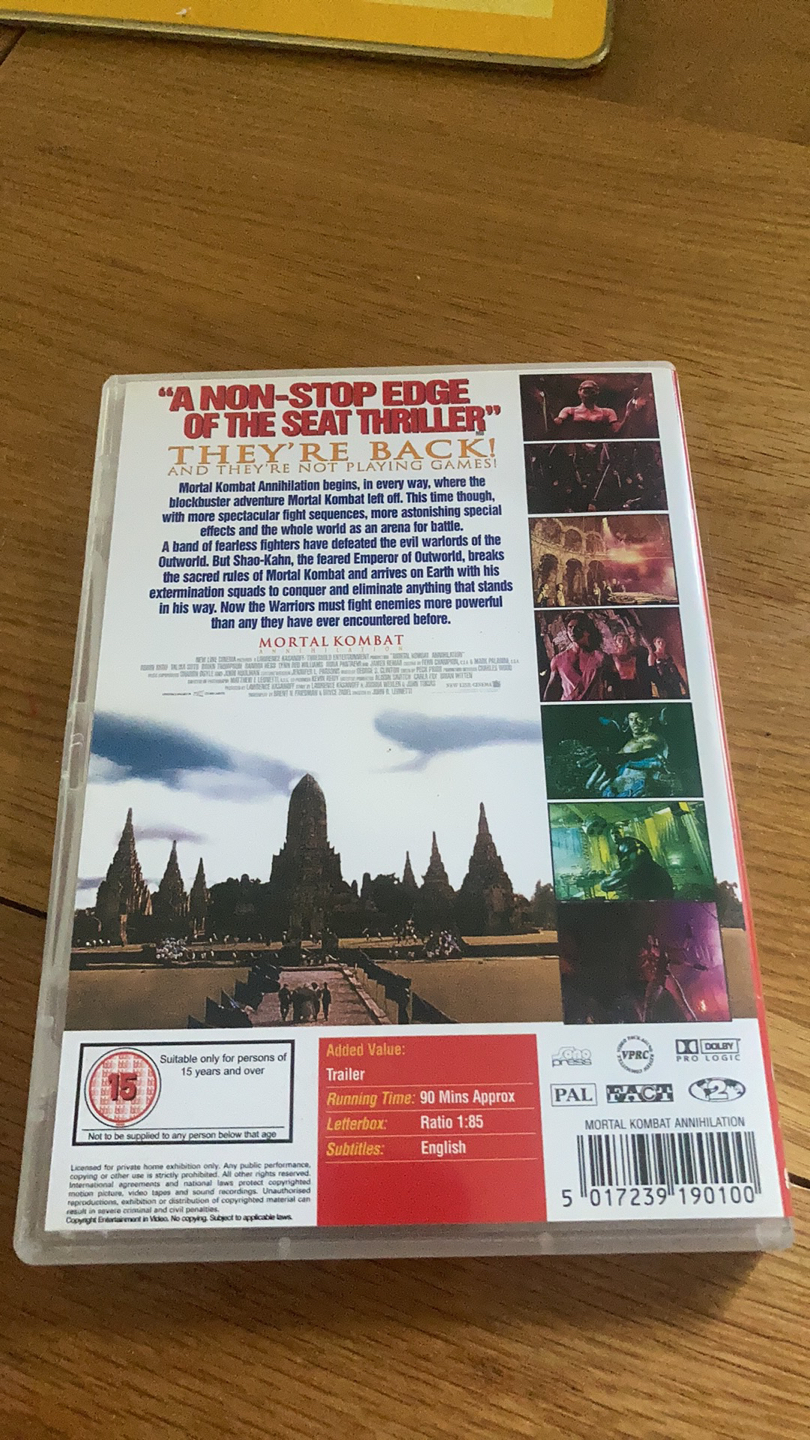 “A NON-STOP EDGE
OF THE SEAT THRILLER”
THEY'RE BACK!
AND THEY'RE NOT PLAYING GAMES!
Mortal Kombat Annihilation begins, in every way, where the
blockbuster adventure Mortal Kombat left off. This time though,
with more spectacular fight sequences, more astonishing special
effects and the whole world as an arena for battle.
A band of fearless fighters have defeated the evil warlords of the
Outworld. But Shao-Kahn, the feared Emperor of Outworld, breaks
the sacred rules of Mortal Kombat and arrives on Earth with his
extermination squads to conquer and eliminate anything that stands
in his way. Now the Warriors must fight enemies more powerful
than any they have ever encountered before.
MORTAL KOMBAT
ANNIHILATION
NEW LINE CINEMA
15
Suitable only for persons of
15 years and over
Not to be supplied to any person below that age
Licensed for private home exhibition only. Any public performance,
copying or other use is strictly prohibited. All other rights reserved.
International agreements and national laws protect copyrighted
motion picture, video tapes and sound recordings. Unauthorised
reproductions, exhibition or distribution of copyrighted material can
result in severe criminal and civil penalties.
Copyright Entertainment in Video. No copying. Subject to applicable laws.
Added Value:
Trailer
Running Time: 90 Mins Approx
Letterbox: Ratio 1:85
Subtitles: English
sono press
VPRC
DOLBY
PRO LOGIC
PAL
FACT
2
MORTAL KOMBAT ANNIHILATION
5 017239 190100